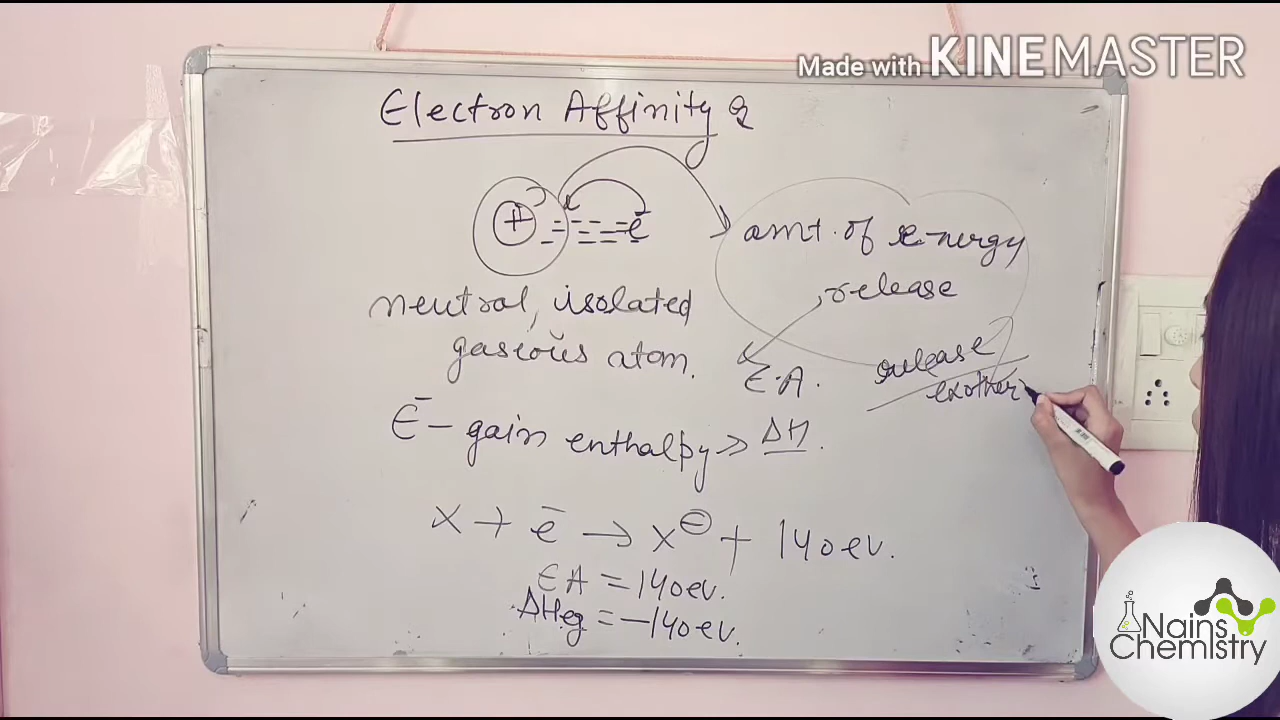 Made with KINEMASTER
Electron Affinity
+
e
amt. of energy
release
neutral, isolated
gaseous atom.
E.A.
release
exother
e̅ - gain enthalpy ⇒ ΔH.
X + e̅ → X⊖ + 140 ev.
EA = 140 ev.
ΔHeg = -140 ev.
Nains
Chemistry